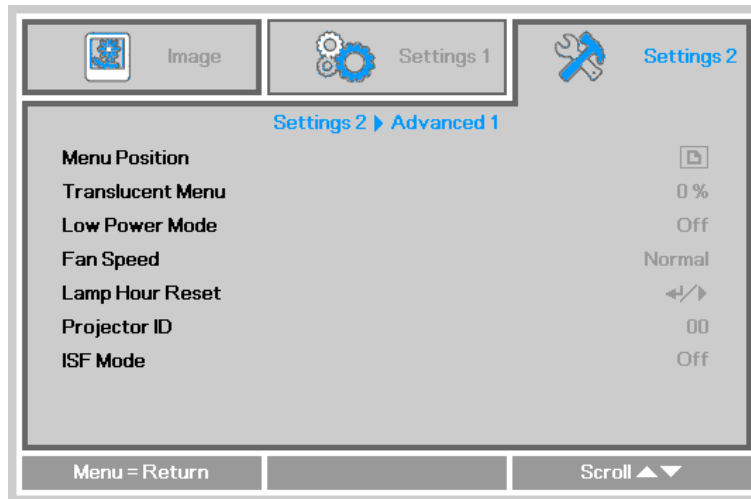 Image
Settings 1
Settings 2
Settings 2 Advanced 1
Menu Position
Translucent Menu 0 %
Low Power Mode Off
Fan Speed Normal
Lamp Hour Reset /
Projector ID 00
ISF Mode Off
Menu = Return
Scroll